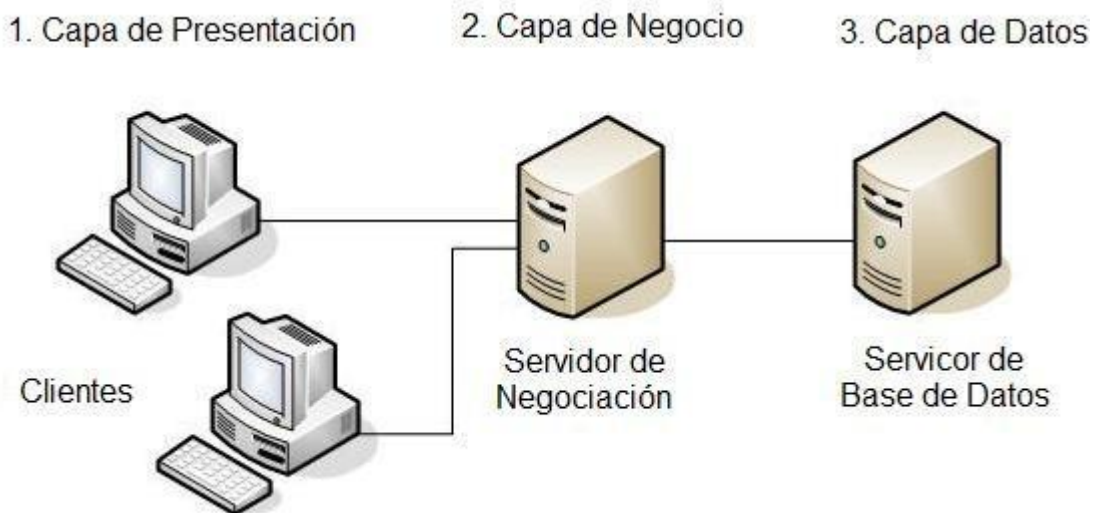 1. Capa de Presentación
2. Capa de Negocio
3. Capa de Datos
Clientes
Servidor de
Negociación
Servicor de
Base de Datos